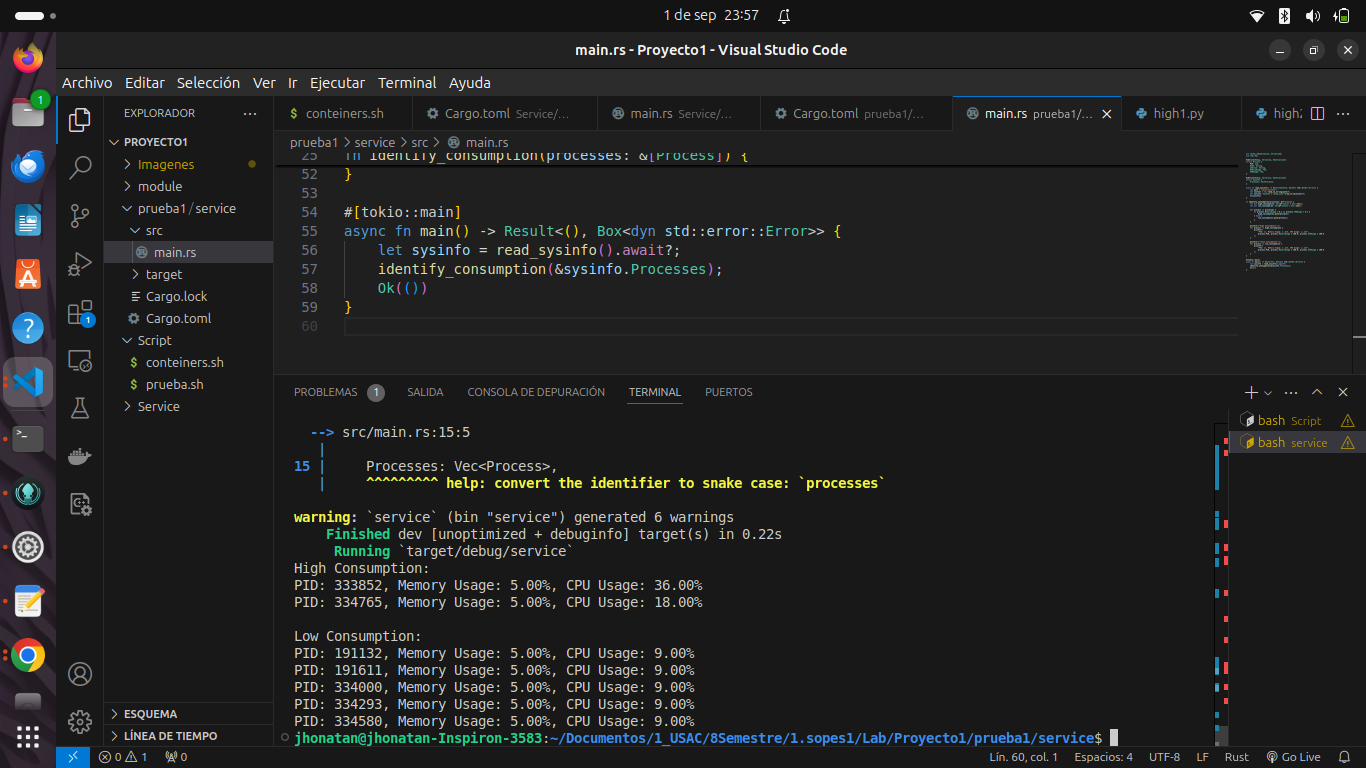 1 de sep 23:57
main.rs - Proyecto1 - Visual Studio Code
Archivo Editar Selección Ver Ir Ejecutar Terminal Ayuda
1
EXPLORADOR
conteiners.sh
Cargo.toml Service/...
main.rs Service/...
Cargo.toml prueba1/...
main.rs prueba1/...
high1.py
high2
prueba1 > service > src > main.rs
PROYECTO1
Imagenes
module
prueba1 / service
src
main.rs
target
Cargo.lock
Cargo.toml
Script
conteiners.sh
prueba.sh
Service
1
ESQUEMA
LÍNEA DE TIEMPO
25 fn identify_consumption(processes: &[Process]) {
52 }
53
54 #[tokio::main]
55 async fn main() -> Result<(), Box<dyn std::error::Error>> {
56 let sysinfo = read_sysinfo().await?;
57 identify_consumption(&sysinfo.Processes);
58 Ok(())
59 }
60
PROBLEMAS 1 SALIDA CONSOLA DE DEPURACIÓN TERMINAL PUERTOS
bash Script
bash service
--> src/main.rs:15:5
|
15 | Processes: Vec<Process>,
| ^^^^^^^^^ help: convert the identifier to snake case: `processes`
warning: `service` (bin "service") generated 6 warnings
Finished dev [unoptimized + debuginfo] target(s) in 0.22s
Running `target/debug/service`
High Consumption:
PID: 333852, Memory Usage: 5.00%, CPU Usage: 36.00%
PID: 334765, Memory Usage: 5.00%, CPU Usage: 18.00%
Low Consumption:
PID: 191132, Memory Usage: 5.00%, CPU Usage: 9.00%
PID: 191611, Memory Usage: 5.00%, CPU Usage: 9.00%
PID: 334000, Memory Usage: 5.00%, CPU Usage: 9.00%
PID: 334293, Memory Usage: 5.00%, CPU Usage: 9.00%
PID: 334580, Memory Usage: 5.00%, CPU Usage: 9.00%
jhonatan@jhonatan-Inspiron-3583:~/Documentos/1_USAC/8Semestre/1.sopes1/Lab/Proyecto1/prueba1/service$
0 1 0
Lín. 60, col. 1 Espacios: 4 UTF-8 LF Rust Go Live